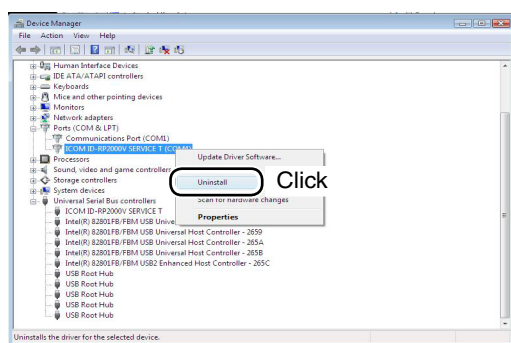 Device Manager
File Action View Help
Human Interface Devices
IDE ATA/ATAPI controllers
Keyboards
Mice and other pointing devices
Monitors
Network adapters
Ports (COM & LPT)
Communications Port (COM1)
ICOM ID-RP2000V SERVICE T (COM4)
Processors
Sound, video and game controllers
Storage controllers
System devices
Universal Serial Bus controllers
ICOM ID-RP2000V SERVICE T
Intel(R) 82801FB/FBM USB Unive
Intel(R) 82801FB/FBM USB Universal Host Controller - 2659
Intel(R) 82801FB/FBM USB Universal Host Controller - 265A
Intel(R) 82801FB/FBM USB Universal Host Controller - 265B
Intel(R) 82801FB/FBM USB2 Enhanced Host Controller - 265C
USB Root Hub
USB Root Hub
USB Root Hub
USB Root Hub
USB Root Hub
Update Driver Software...
Uninstall Click
Scan for hardware changes
Properties
Uninstalls the driver for the selected device.